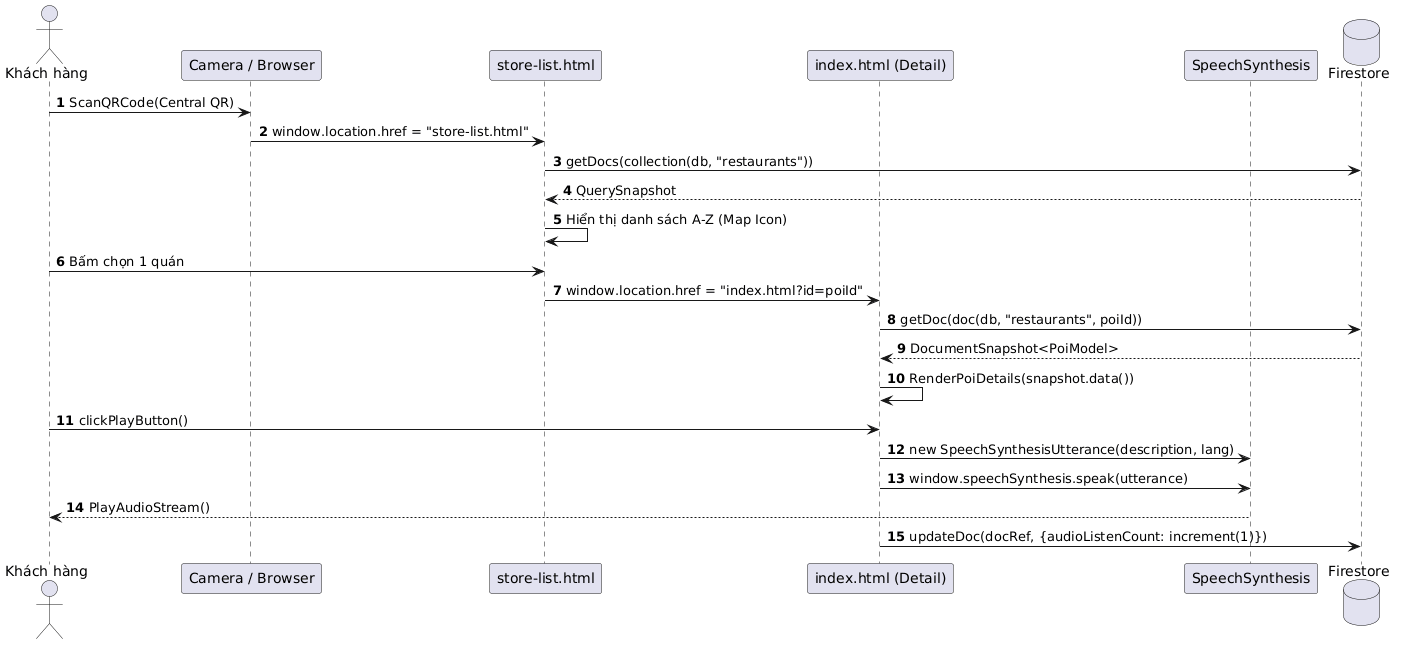 Khách hàng
Camera / Browser
store-list.html
index.html (Detail)
SpeechSynthesis
Firestore
1 ScanQRCode(Central QR)
2 window.location.href = "store-list.html"
3 getDocs(collection(db, "restaurants"))
4 QuerySnapshot
5 Hiển thị danh sách A-Z (Map Icon)
6 Bấm chọn 1 quán
7 window.location.href = "index.html?id=poiId"
8 getDoc(doc(db, "restaurants", poiId))
9 DocumentSnapshot<PoiModel>
10 RenderPoiDetails(snapshot.data())
11 clickPlayButton()
12 new SpeechSynthesisUtterance(description, lang)
13 window.speechSynthesis.speak(utterance)
14 PlayAudioStream()
15 updateDoc(docRef, {audioListenCount: increment(1)})
Khách hàng
Camera / Browser
store-list.html
index.html (Detail)
SpeechSynthesis
Firestore